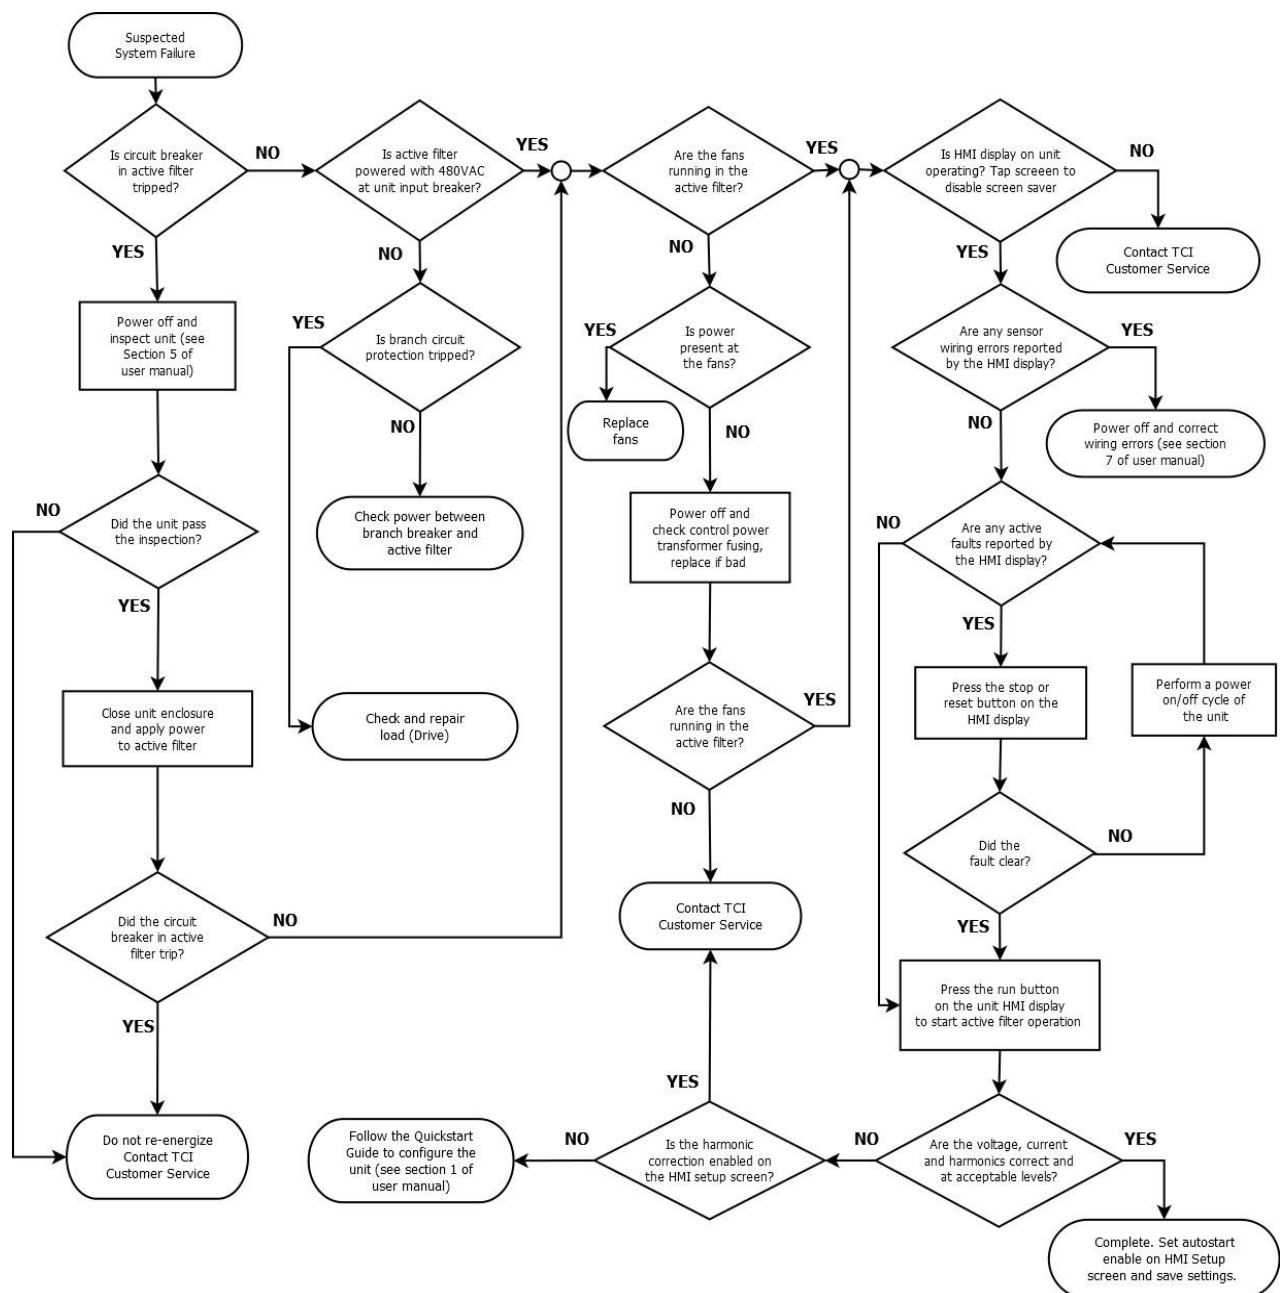 Suspected
System Failure
Is circuit breaker
in active filter
tripped?
NO
YES
Is active filter
powered with 480VAC
at unit input breaker?
YES
NO
Are the fans
running in the
active filter?
YES
NO
Is HMI display on unit
operating? Tap screeen to
disable screen saver
NO
YES
Contact TCI
Customer Service
Power off and
inspect unit (see
Section 5 of
user manual)
YES
Is branch circuit
protection tripped?
NO
YES
Is power
present at
the fans?
NO
Replace
fans
Are any sensor
wiring errors reported
by the HMI display?
YES
NO
Power off and correct
wiring errors (see section
7 of user manual)
NO
Did the unit pass
the inspection?
YES
Check power between
branch breaker and
active filter
Power off and
check control power
transformer fusing,
replace if bad
NO
Are any active
faults reported by
the HMI display?
YES
Close unit enclosure
and apply power
to active filter
Check and repair
load (Drive)
Are the fans
running in the
active filter?
YES
NO
Press the stop or
reset button on the
HMI display
Perform a power
on/off cycle of
the unit
Did the
fault clear?
NO
YES
Did the circuit
breaker in active
filter trip?
NO
YES
Contact TCI
Customer Service
Press the run button
on the unit HMI display
to start active filter operation
YES
Do not re-energize
Contact TCI
Customer Service
Follow the Quickstart
Guide to configure the
unit (see section 1 of
user manual)
NO
Is the harmonic
correction enabled on
the HMI setup screen?
NO
Are the voltage, current
and harmonics correct and
at acceptable levels?
YES
Complete. Set autostart
enable on HMI Setup
screen and save settings.